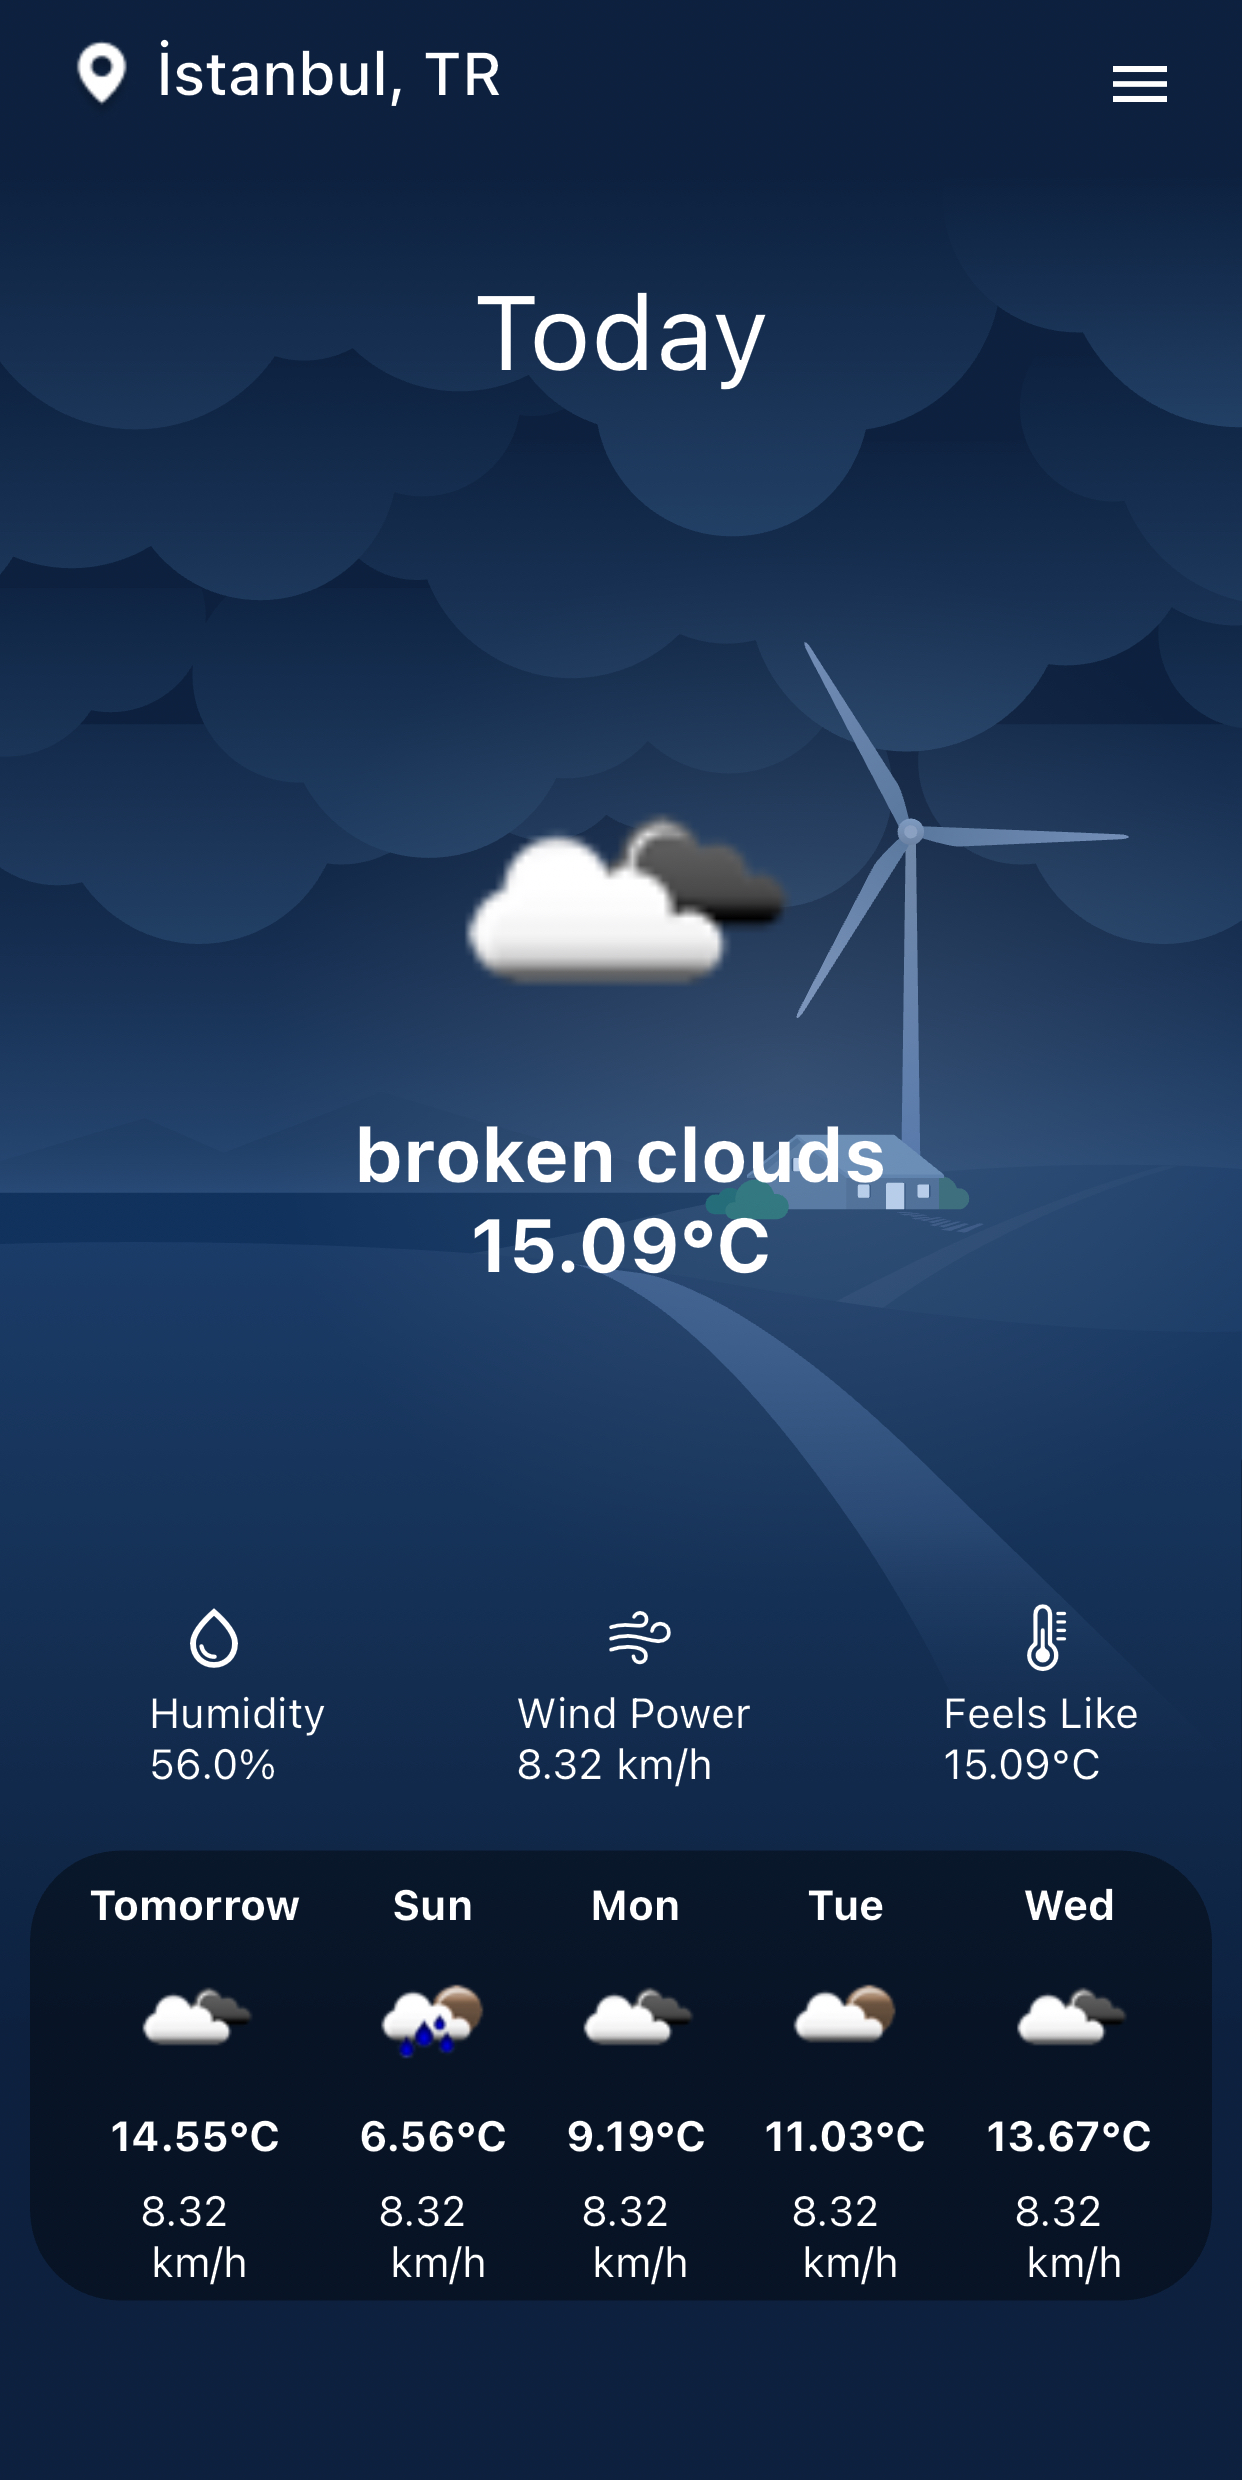 İstanbul, TR
Today
broken clouds
15.09°C
Humidity
56.0%
Wind Power
8.32 km/h
Feels Like
15.09°C
Tomorrow Sun Mon Tue Wed
14.55°C 6.56°C 9.19°C 11.03°C 13.67°C
8.32 8.32 8.32 8.32 8.32
km/h km/h km/h km/h km/h